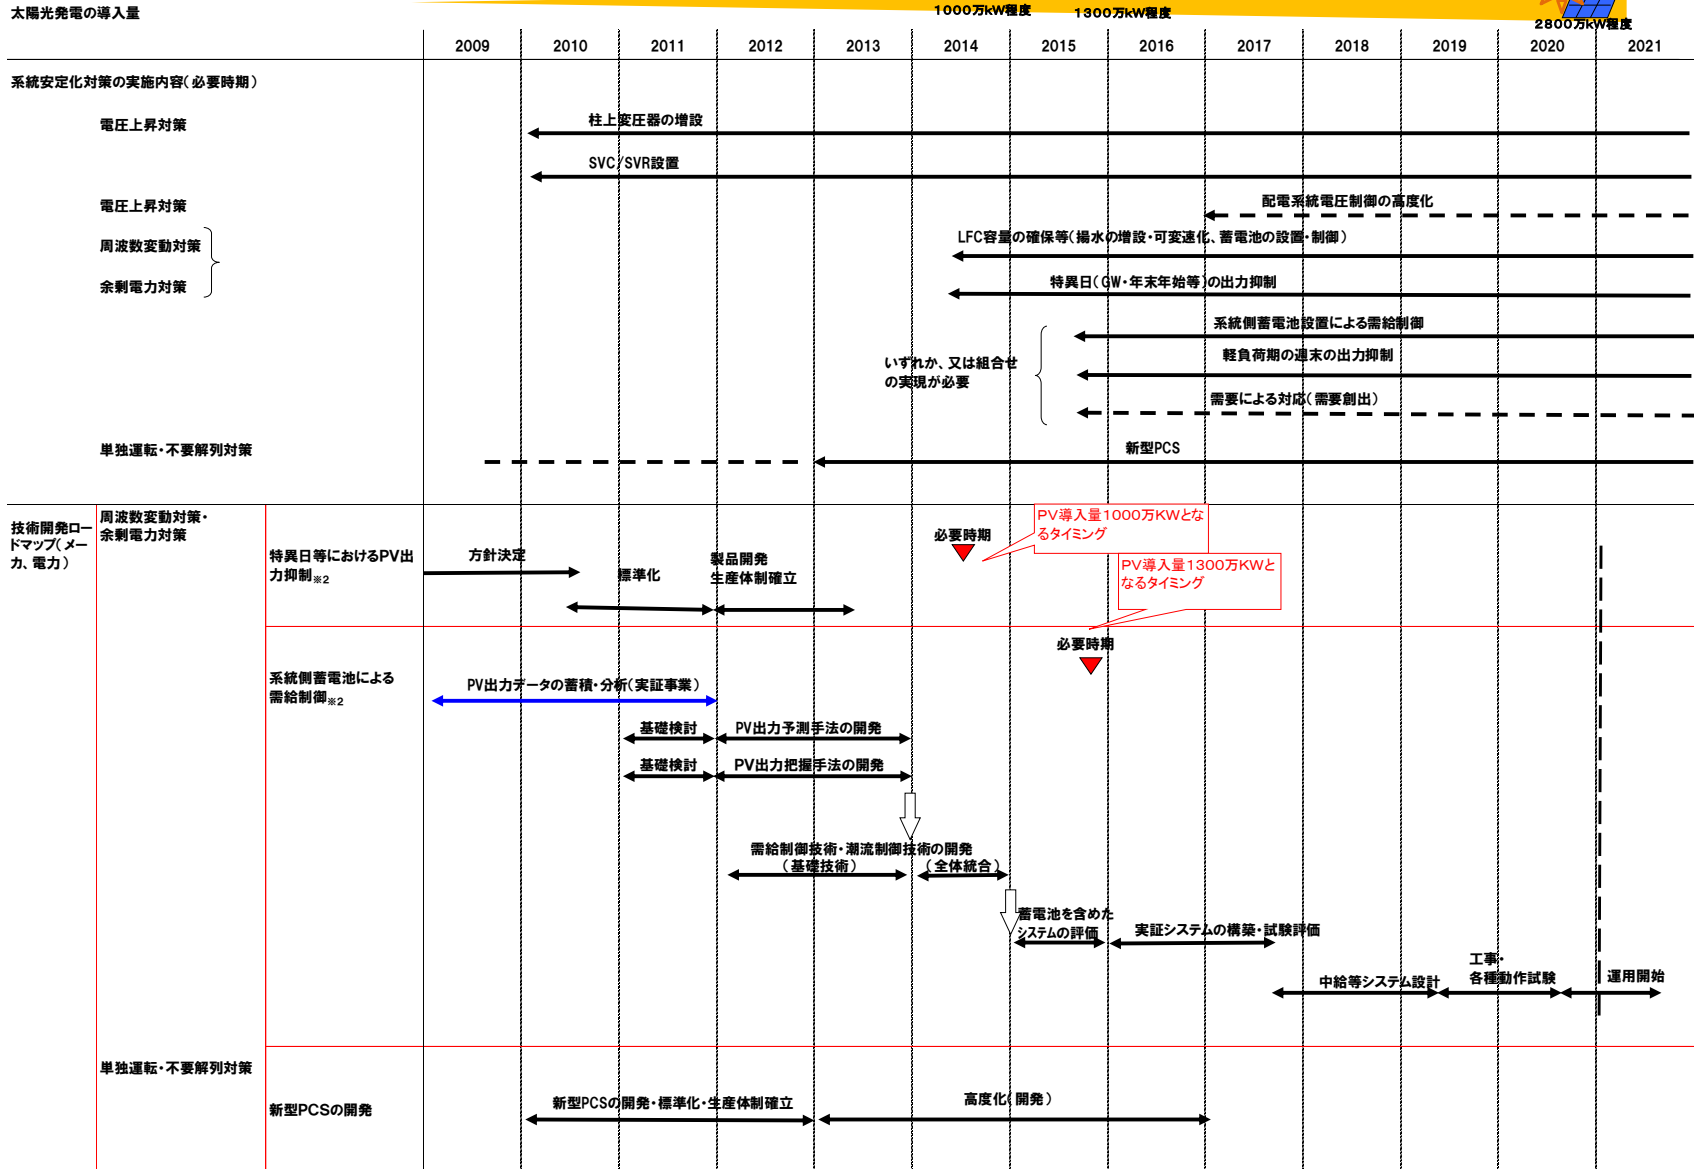 太陽光発電の導入量
1000万kW程度
1300万kW程度
2800万kW程度
2009
2010
2011
2012
2013
2014
2015
2016
2017
2018
2019
2020
2021
系統安定化対策の実施内容(必要時期)
電圧上昇対策
柱上変圧器の増設
SVC/SVR設置
電圧上昇対策
配電系統電圧制御の高度化
周波数変動対策
LFC容量の確保等(揚水の増設・可変速化、蓄電池の設置・制御)
余剰電力対策
特異日(GW・年末年始等)の出力抑制
系統側蓄電池設置による需給制御
いずれか、又は組合せ
の実現が必要
軽負荷期の週末の出力抑制
需要による対応(需要創出)
単独運転・不要解列対策
新型PCS
技術開発ロー
ドマップ(メー
カ、電力)
周波数変動対策・
余剰電力対策
特異日等におけるPV出
力抑制※2
方針決定
標準化
製品開発
生産体制確立
必要時期
PV導入量1000万KWとな
るタイミング
PV導入量1300万KWと
なるタイミング
必要時期
系統側蓄電池による
需給制御※2
PV出力データの蓄積・分析(実証事業)
基礎検討
PV出力予測手法の開発
基礎検討
PV出力把握手法の開発
需給制御技術・潮流制御技術の開発
(基礎技術)
(全体統合)
蓄電池を含めた
システムの評価
実証システムの構築・試験評価
中給等システム設計
工事・
各種動作試験
運用開始
単独運転・不要解列対策
新型PCSの開発
新型PCSの開発・標準化・生産体制確立
高度化(開発)